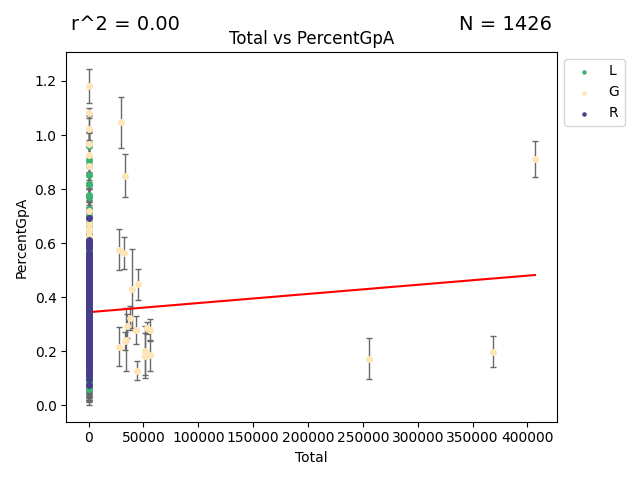 r^2 = 0.00
N = 1426
Total vs PercentGpA
L
G
R
PercentGpA
1.2
1.0
0.8
0.6
0.4
0.2
0.0
0
50000
100000
150000
200000
250000
300000
350000
400000
Total